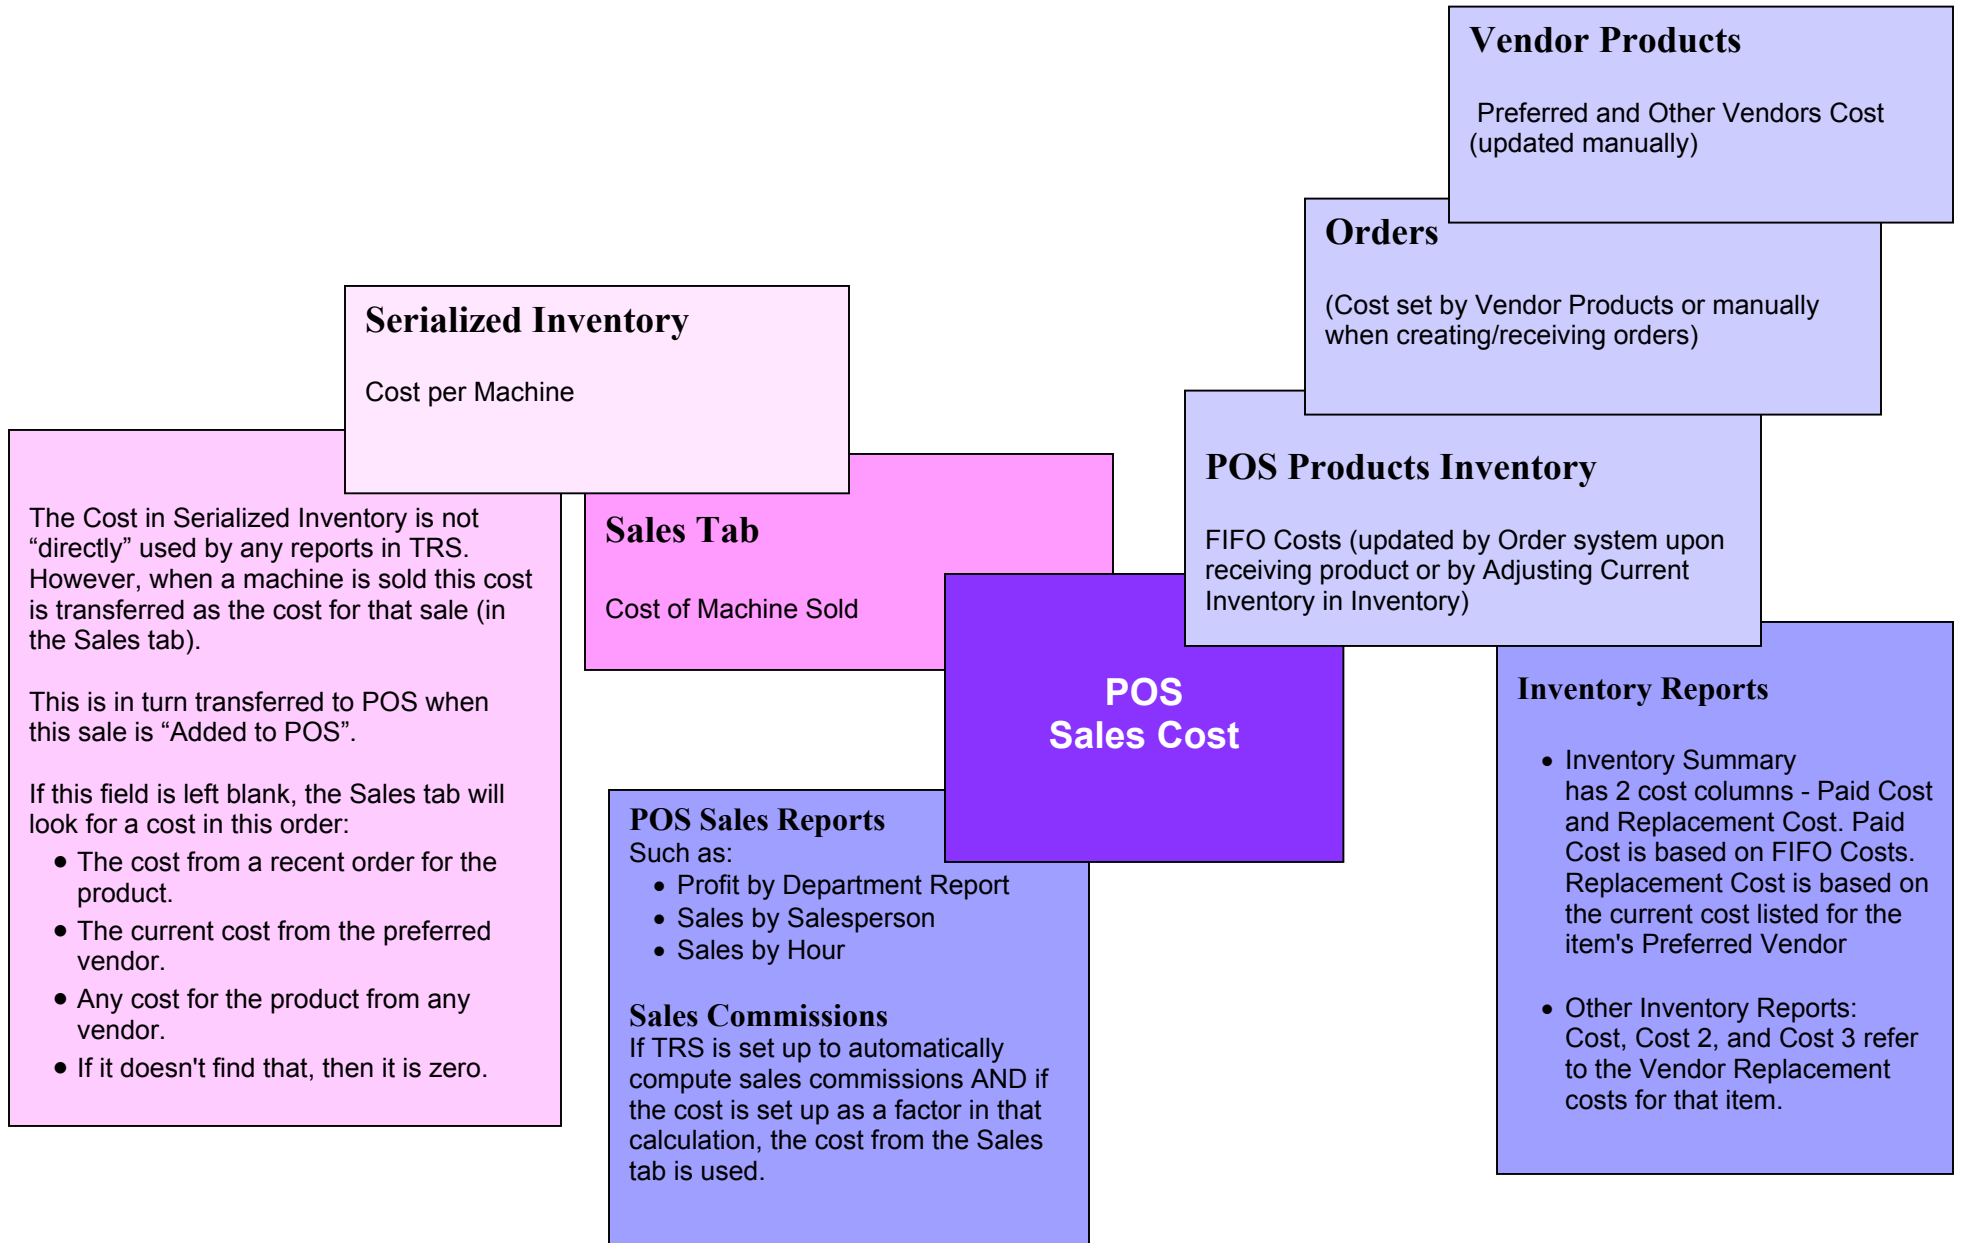 Vendor Products
Preferred and Other Vendors Cost
(updated manually)
Orders
(Cost set by Vendor Products or manually
when creating/receiving orders)
POS Products Inventory
FIFO Costs (updated by Order system upon
receiving product or by Adjusting Current
Inventory in Inventory)
Serialized Inventory
Cost per Machine
The Cost in Serialized Inventory is not
“directly” used by any reports in TRS.
However, when a machine is sold this cost
is transferred as the cost for that sale (in
the Sales tab).
This is in turn transferred to POS when
this sale is “Added to POS”.
If this field is left blank, the Sales tab will
look for a cost in this order:
• The cost from a recent order for the
product.
• The current cost from the preferred
vendor.
• Any cost for the product from any
vendor.
• If it doesn't find that, then it is zero.
Sales Tab
Cost of Machine Sold
POS
Sales Cost
POS Sales Reports
Such as:
• Profit by Department Report
• Sales by Salesperson
• Sales by Hour
Sales Commissions
If TRS is set up to automatically
compute sales commissions AND if
the cost is set up as a factor in that
calculation, the cost from the Sales
tab is used.
Inventory Reports
• Inventory Summary
has 2 cost columns - Paid Cost
and Replacement Cost. Paid
Cost is based on FIFO Costs.
Replacement Cost is based on
the current cost listed for the
item's Preferred Vendor
• Other Inventory Reports:
Cost, Cost 2, and Cost 3 refer
to the Vendor Replacement
costs for that item.